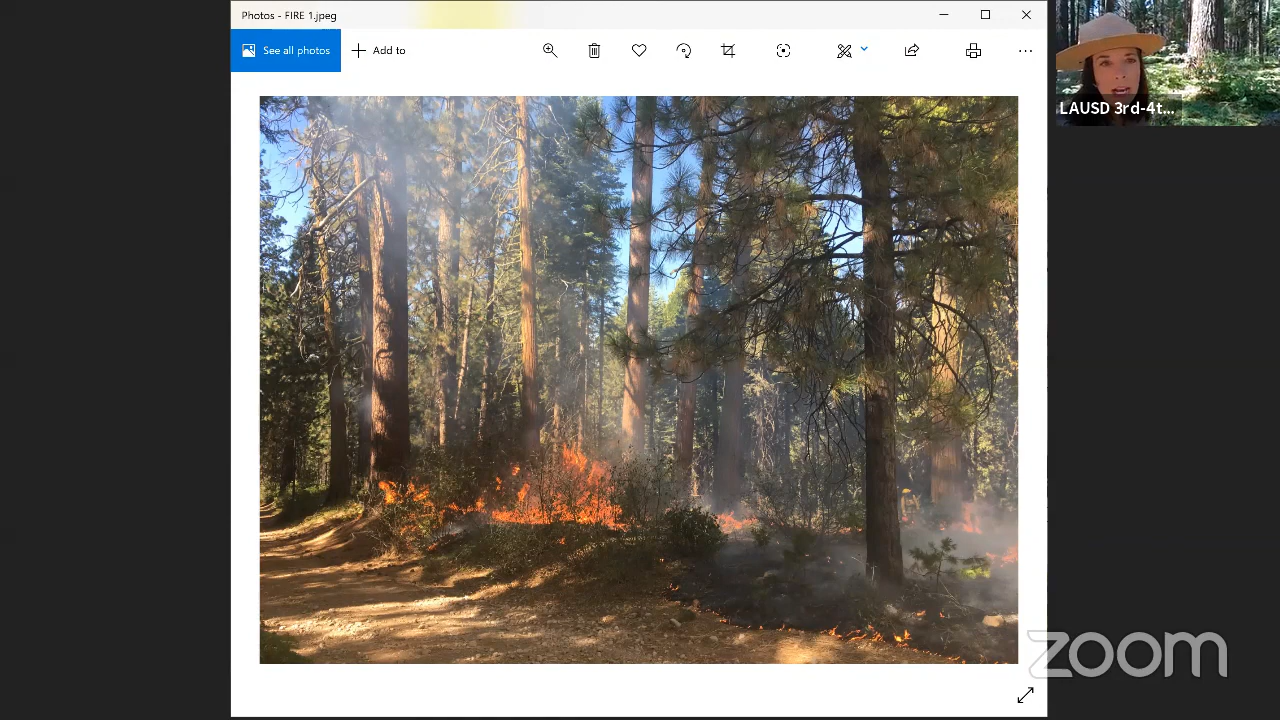 Photos - FIRE 1.jpeg
See all photos
Add to
LAUSD 3rd-4t...
zoom